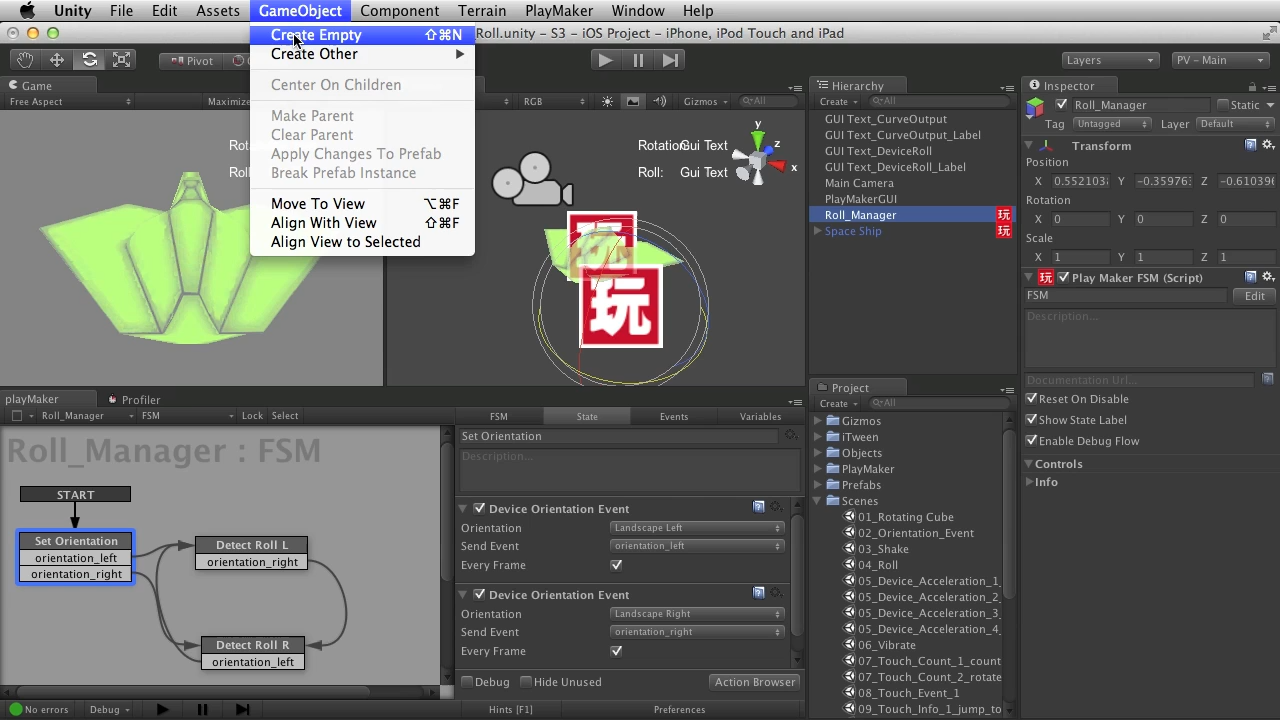 Unity File Edit Assets GameObject Component Terrain PlayMaker Window Help
Roll.unity - S3 - iOS Project - iPhone, iPod Touch and iPad
Create Empty ⇧⌘N
Create Other ▶
Center On Children
Make Parent
Clear Parent
Apply Changes To Prefab
Break Prefab Instance
Move To View ⌥⌘F
Align With View ⇧⌘F
Align View to Selected
Pivot
Layers
PV - Main
Game
Free Aspect
Maximize
RGB
Gizmos
All
Rota
Roll
Rotation
Gui Text
Roll:
Gui Text
y
z
x
玩
玩
Hierarchy
Create
All
GUI Text_CurveOutput
GUI Text_CurveOutput_Label
GUI Text_DeviceRoll
GUI Text_DeviceRoll_Label
Main Camera
PlayMakerGUI
Roll_Manager 玩
Space Ship 玩
Inspector
Roll_Manager
Static
Tag Untagged Layer Default
Transform
Position
X 0.552103 Y -0.35976 Z -0.61039
Rotation
X 0 Y 0 Z 0
Scale
X 1 Y 1 Z 1
玩 Play Maker FSM (Script)
FSM
Edit
Description...
Documentation Url...
Reset On Disable
Show State Label
Enable Debug Flow
Controls
Info
Project
Create
All
Gizmos
iTween
Objects
PlayMaker
Prefabs
Scenes
01_Rotating Cube
02_Orientation_Event
03_Shake
04_Roll
05_Device_Acceleration_1_
05_Device_Acceleration_2_
05_Device_Acceleration_3_
05_Device_Acceleration_4_
06_Vibrate
07_Touch_Count_1_count
07_Touch_Count_2_rotate
08_Touch_Event_1
09_Touch_Info_1_jump_to
playMaker
Profiler
Roll_Manager FSM Lock Select
Roll_Manager : FSM
START
Set Orientation
orientation_left
orientation_right
Detect Roll L
orientation_right
Detect Roll R
orientation_left
FSM State Events Variables
Set Orientation
Description...
Device Orientation Event
Orientation Landscape Left
Send Event orientation_left
Every Frame
Device Orientation Event
Orientation Landscape Right
Send Event orientation_right
Every Frame
Debug Hide Unused Action Browser
No errors Debug Hints [F1] Preferences